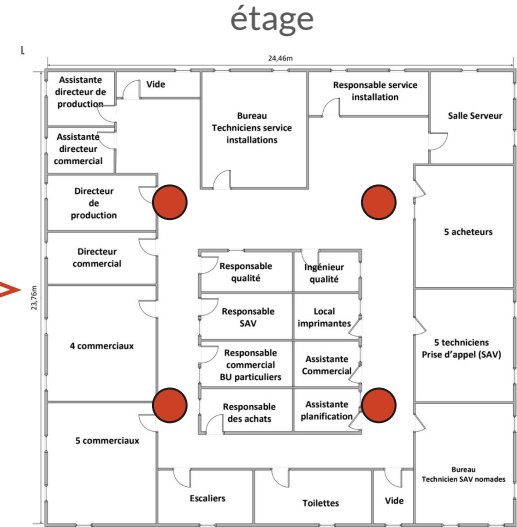 étage
L
24,46m
23,76m
Assistante
directeur de
production
Vide
Bureau
Techniciens service
installations
Responsable service
installation
Salle Serveur
Assistante
directeur
commercial
Directeur
de
production
5 acheteurs
Directeur
commercial
Responsable
qualité
Ingénieur
qualité
4 commerciaux
Responsable
SAV
Local
imprimantes
5 techniciens
Prise d'appel (SAV)
Responsable
commercial
BU particuliers
Assistante
Commercial
5 commerciaux
Responsable
des achats
Assistante
planification
Bureau
Technicien SAV nomades
Escaliers
Toilettes
Vide